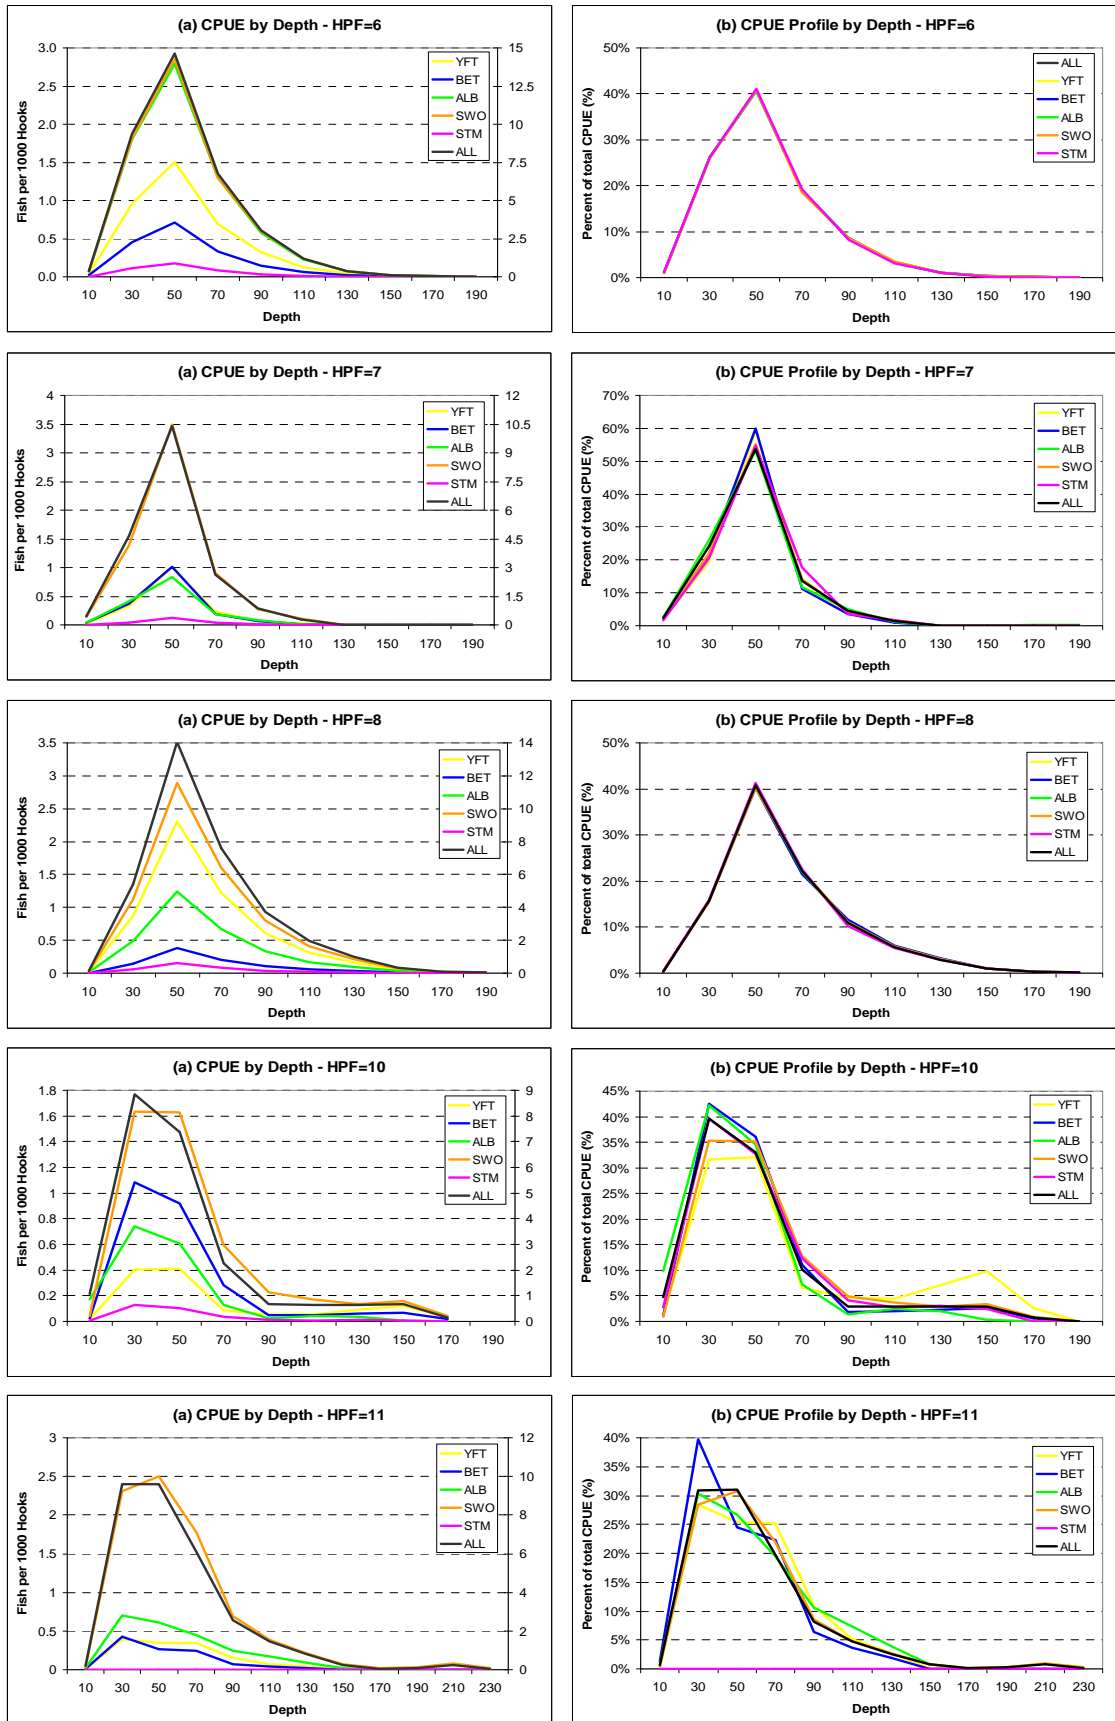 (a) CPUE by Depth - HPF=6
Fish per 1000 Hooks
3.0
2.5
2.0
1.5
1.0
0.5
0.0
15
12.5
10
7.5
5
2.5
0
YFT
BET
ALB
SWO
STM
ALL
10 30 50 70 90 110 130 150 170 190
Depth
(b) CPUE Profile by Depth - HPF=6
Percent of total CPUE (%)
50%
40%
30%
20%
10%
0%
ALL
YFT
BET
ALB
SWO
STM
10 30 50 70 90 110 130 150 170 190
Depth
(a) CPUE by Depth - HPF=7
Fish per 1000 Hooks
4
3.5
3
2.5
2
1.5
1
0.5
0
12
10.5
9
7.5
6
4.5
3
1.5
0
YFT
BET
ALB
SWO
STM
ALL
10 30 50 70 90 110 130 150 170 190
Depth
(b) CPUE Profile by Depth - HPF=7
Percent of total CPUE (%)
70%
60%
50%
40%
30%
20%
10%
0%
YFT
BET
ALB
SWO
STM
ALL
10 30 50 70 90 110 130 150 170 190
Depth
(a) CPUE by Depth - HPF=8
Fish per 1000 Hooks
3.5
3
2.5
2
1.5
1
0.5
0
14
12
10
8
6
4
2
0
YFT
BET
ALB
SWO
STM
ALL
10 30 50 70 90 110 130 150 170 190
Depth
(b) CPUE Profile by Depth - HPF=8
Percent of total CPUE (%)
50%
40%
30%
20%
10%
0%
YFT
BET
ALB
SWO
STM
ALL
10 30 50 70 90 110 130 150 170 190
Depth
(a) CPUE by Depth - HPF=10
Fish per 1000 Hooks
1.8
1.6
1.4
1.2
1
0.8
0.6
0.4
0.2
0
9
8
7
6
5
4
3
2
1
0
YFT
BET
ALB
SWO
STM
ALL
10 30 50 70 90 110 130 150 170
Depth
(b) CPUE Profile by Depth - HPF=10
Percent of total CPUE (%)
45%
40%
35%
30%
25%
20%
15%
10%
5%
0%
YFT
BET
ALB
SWO
STM
ALL
10 30 50 70 90 110 130 150 170 190
Depth
(a) CPUE by Depth - HPF=11
Fish per 1000 Hooks
3
2.5
2
1.5
1
0.5
0
12
10
8
6
4
2
0
YFT
BET
ALB
SWO
STM
ALL
10 30 50 70 90 110 130 150 170 190 210 230
Depth
(b) CPUE Profile by Depth - HPF=11
Percent of total CPUE (%)
40%
35%
30%
25%
20%
15%
10%
5%
0%
YFT
BET
ALB
SWO
STM
ALL
10 30 50 70 90 110 130 150 170 190 210 230
Depth